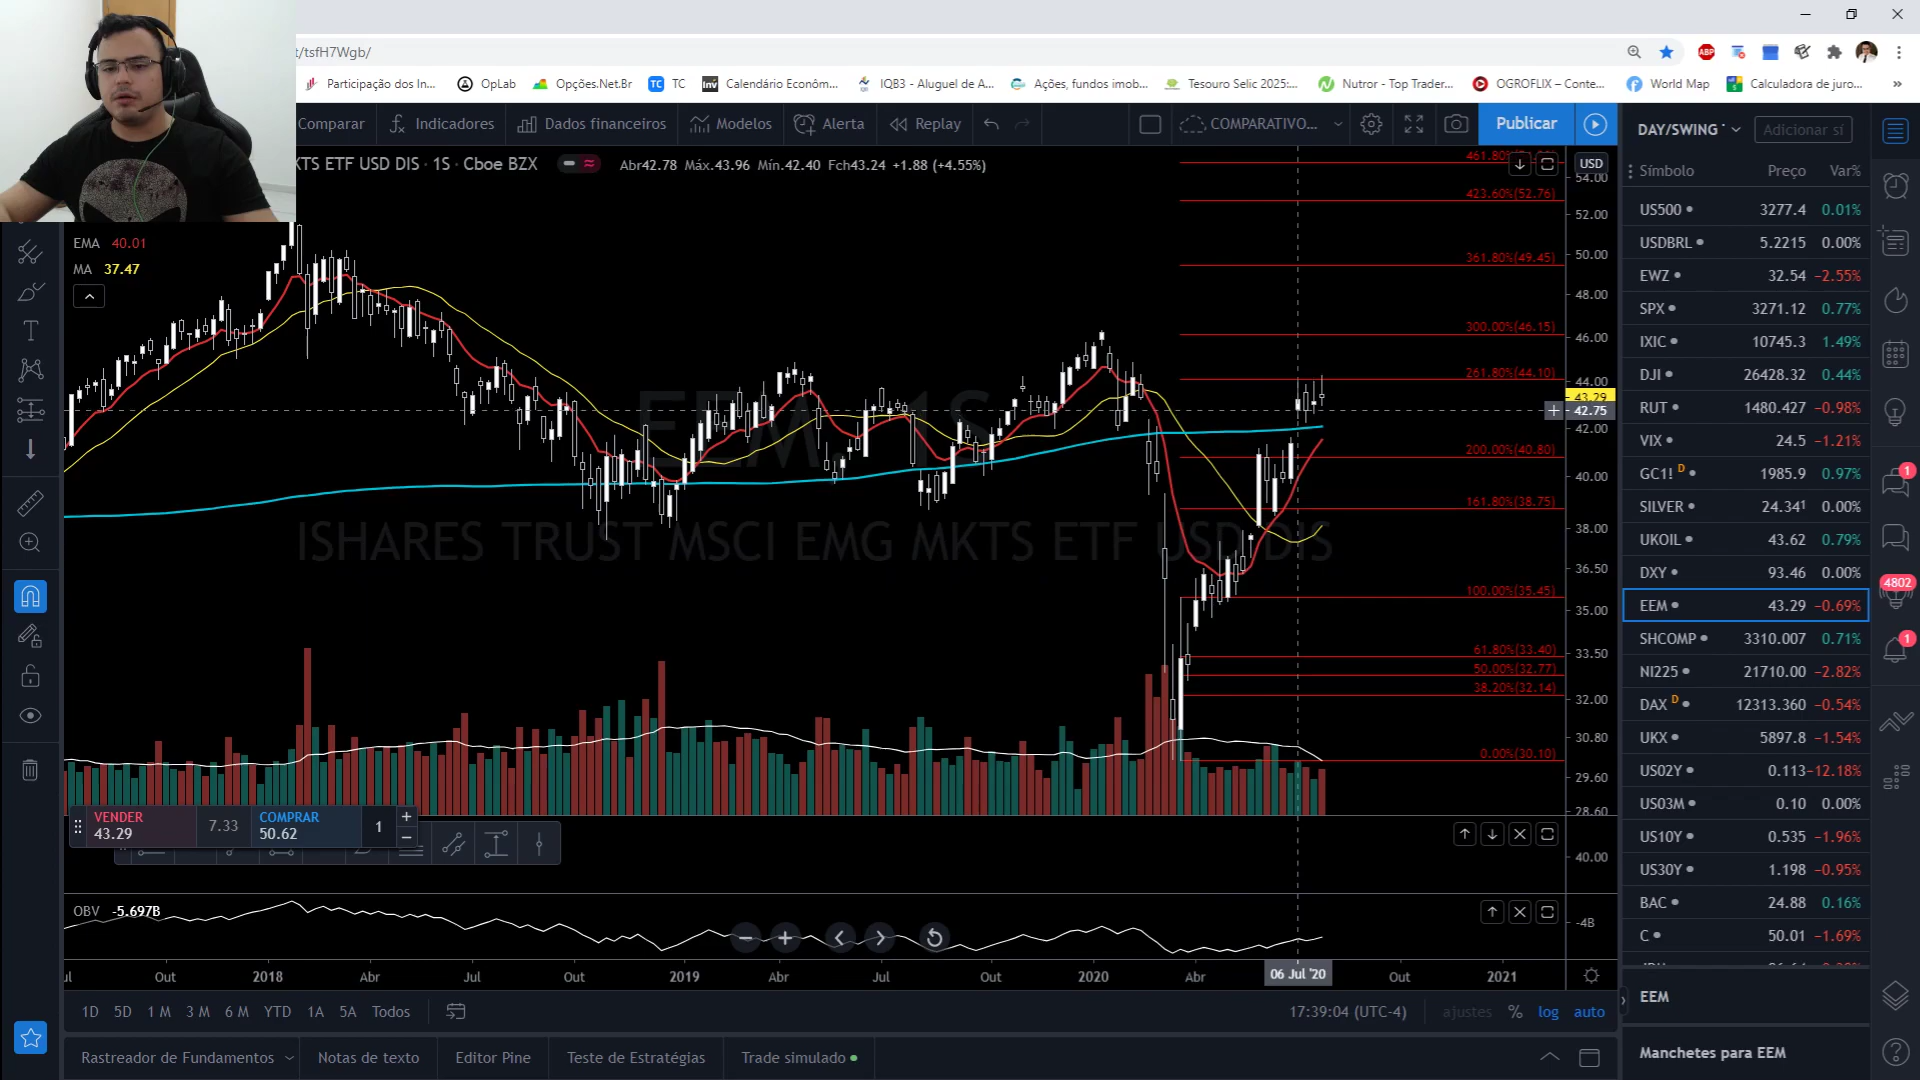 t/tsfH7Wgb/
Participação dos In...
OpLab
Opções.Net.Br
TC
TC
Inv
Calendário Econôm...
IQB3 - Aluguel de A...
Ações, fundos imob...
Tesouro Selic 2025:...
Nutror - Top Trader...
OGROFLIX – Conte...
World Map
Calculadora de juro...
»
ABP
Comparar
Indicadores
Dados financeiros
Modelos
Alerta
Replay
COMPARATIVO...
Publicar
KTS ETF USD DIS · 1S · Cboe BZX
Abr42.78 Máx.43.96 Mín.42.40 Fch43.24 +1.88 (+4.55%)
EMA 40.01
MA 37.47
EEM, 1S
ISHARES TRUST MSCI EMG MKTS ETF USD DIS
423.60%(52.76)
361.80%(49.45)
300.00%(46.15)
261.80%(44.10)
200.00%(40.80)
161.80%(38.75)
100.00%(35.45)
61.80%(33.40)
50.00%(32.77)
38.20%(32.14)
0.00%(30.10)
USD
54.00
52.00
50.00
48.00
46.00
44.00
43.29
42.75
42.00
40.00
38.00
36.50
35.00
33.50
32.00
30.80
29.60
28.60
40.00
-4B
VENDER
43.29
7.33
COMPRAR
50.62
1
OBV -5.697B
Out
2018
Abr
Jul
Out
2019
Abr
Jul
Out
2020
Abr
06 Jul '20
Out
2021
1D 5D 1 M 3 M 6 M YTD 1A 5A Todos
17:39:04 (UTC-4)
ajustes % log auto
Rastreador de Fundamentos
Notas de texto
Editor Pine
Teste de Estratégias
Trade simulado
DAY/SWING
Adicionar sí
Símbolo Preço Var%
US500 3277.4 0.01%
USDBRL 5.2215 0.00%
EWZ 32.54 −2.55%
SPX 3271.12 0.77%
IXIC 10745.3 1.49%
DJI 26428.32 0.44%
RUT 1480.427 −0.98%
VIX 24.5 −1.21%
GC1! D 1985.9 0.97%
SILVER 24.341 0.00%
UKOIL 43.62 0.79%
DXY 93.46 0.00%
EEM 43.29 −0.69%
SHCOMP 3310.007 0.71%
NI225 21710.00 −2.82%
DAX D 12313.360 −0.54%
UKX 5897.8 −1.54%
US02Y 0.113 −12.18%
US03M 0.10 0.00%
US10Y 0.535 −1.96%
US30Y 1.198 −0.95%
BAC 24.88 0.16%
C 50.01 −1.69%
EEM
Manchetes para EEM
1
4802
1